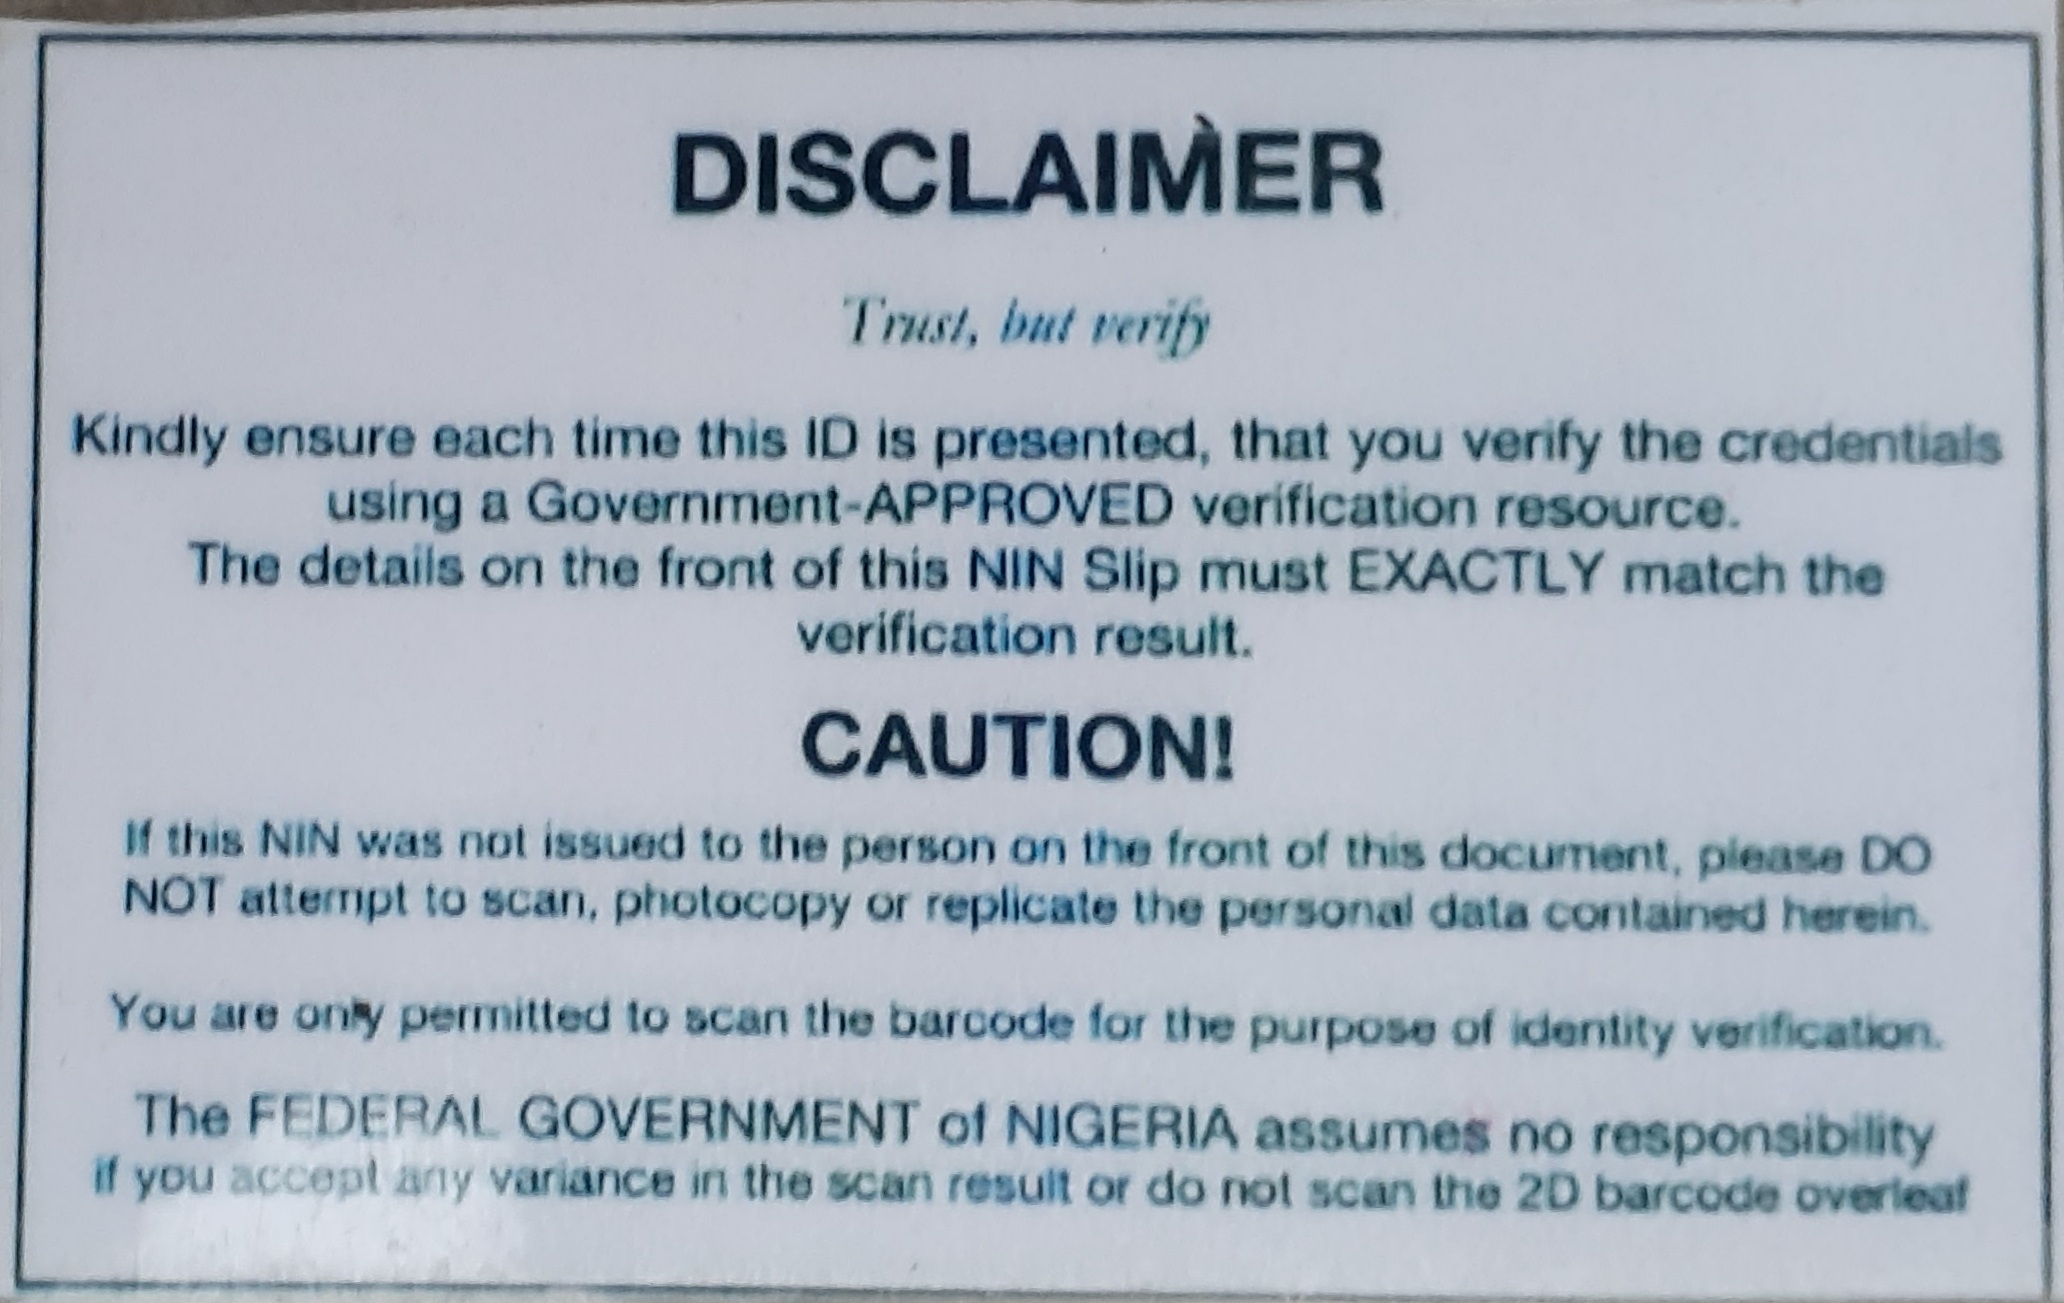 DISCLAIMER
Trust, but verify
Kindly ensure each time this ID is presented, that you verify the credentials
using a Government-APPROVED verification resource.
The details on the front of this NIN Slip must EXACTLY match the
verification result.
CAUTION!
If this NIN was not issued to the person on the front of this document, please DO
NOT attempt to scan, photocopy or replicate the personal data contained herein.
You are only permitted to scan the barcode for the purpose of identity verification.
The FEDERAL GOVERNMENT of NIGERIA assumes no responsibility
if you accept any variance in the scan result or do not scan the 2D barcode overleaf